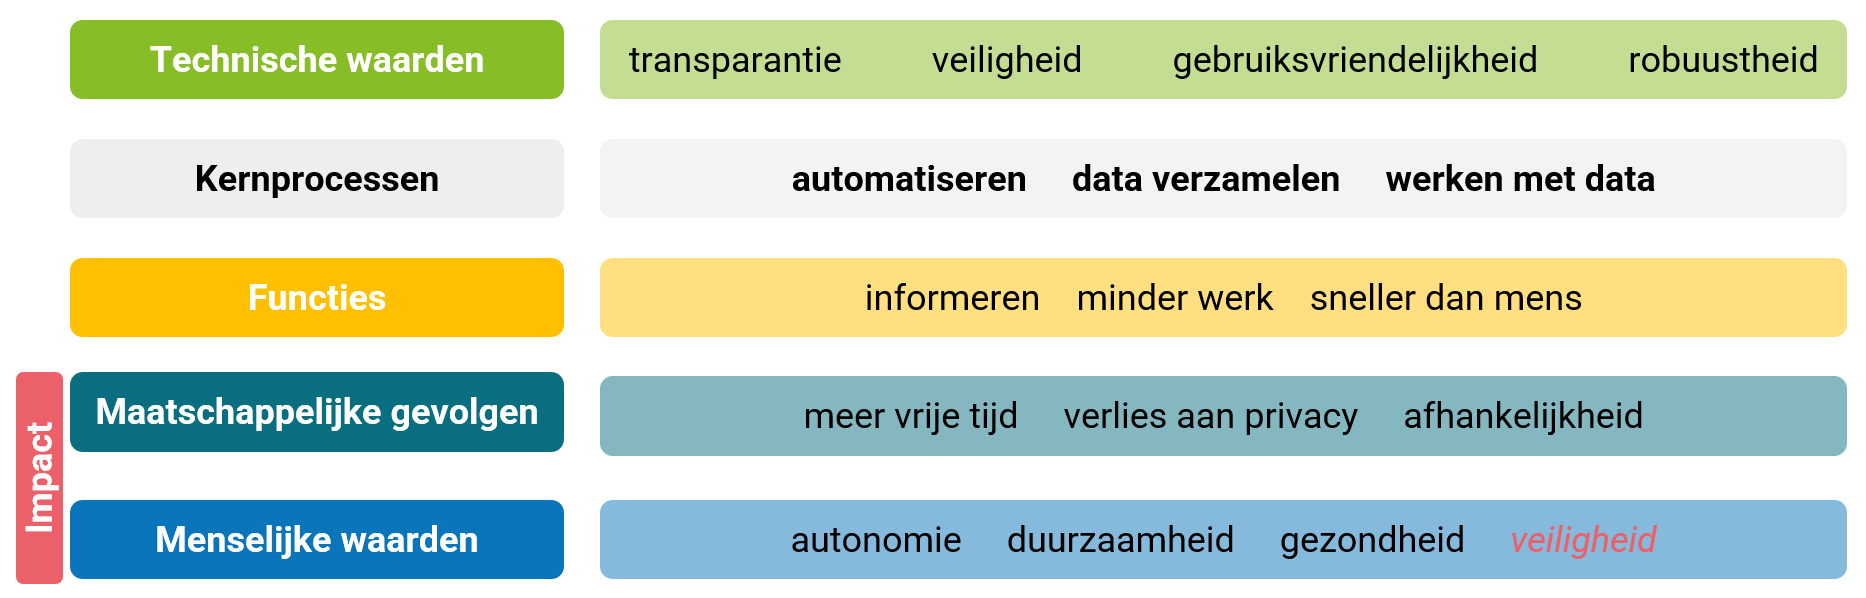 Technische waarden
transparantie veiligheid gebruiksvriendelijkheid robuustheid
Kernprocessen
automatiseren data verzamelen werken met data
Functies
informeren minder werk sneller dan mens
Impact
Maatschappelijke gevolgen
meer vrije tijd verlies aan privacy afhankelijkheid
Menselijke waarden
autonomie duurzaamheid gezondheid veiligheid